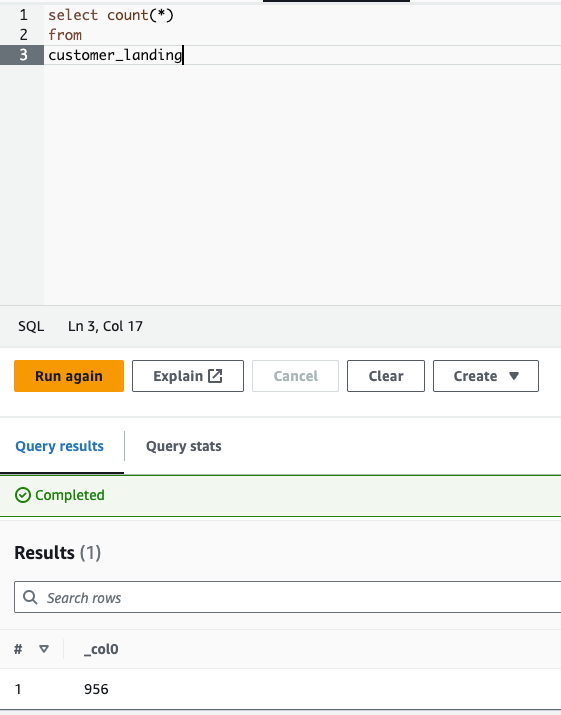 1 select count(*)
2 from
3 customer_landing
SQL Ln 3, Col 17
Run again Explain Cancel Clear Create
Query results Query stats
Completed
Results (1)
Search rows
# _col0
1 956